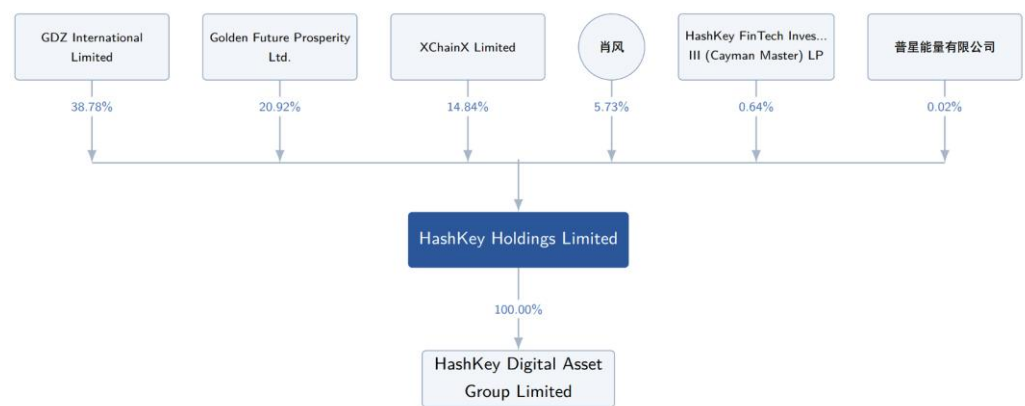 GDZ International
Limited
Golden Future Prosperity
Ltd.
XChainX Limited
肖风
HashKey FinTech Inves...
III (Cayman Master) LP
普星能量有限公司
38.78%
20.92%
14.84%
5.73%
0.64%
0.02%
HashKey Holdings Limited
100.00%
HashKey Digital Asset
Group Limited